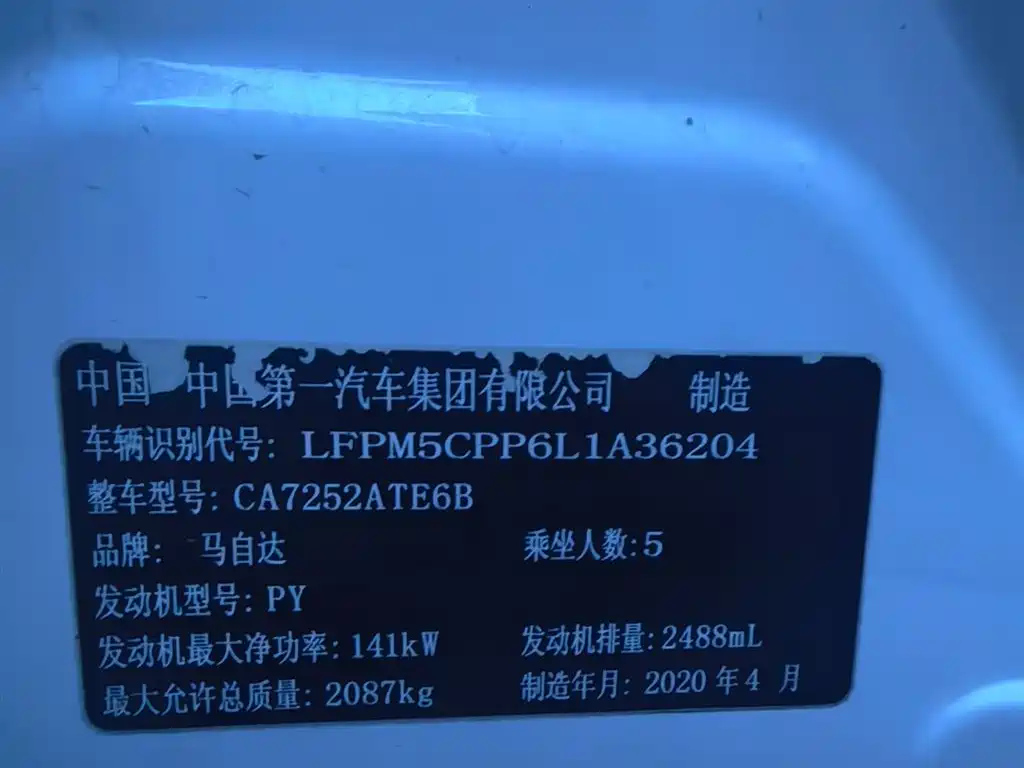 中国 中国第一汽车集团有限公司 制造
车辆识别代号: LFPM5CPP6L1A36204
整车型号: CA7252ATE6B
品牌: 马自达 乘坐人数:5
发动机型号: PY
发动机最大净功率: 141kW 发动机排量: 2488mL
最大允许总质量: 2087kg 制造年月: 2020 年 4 月